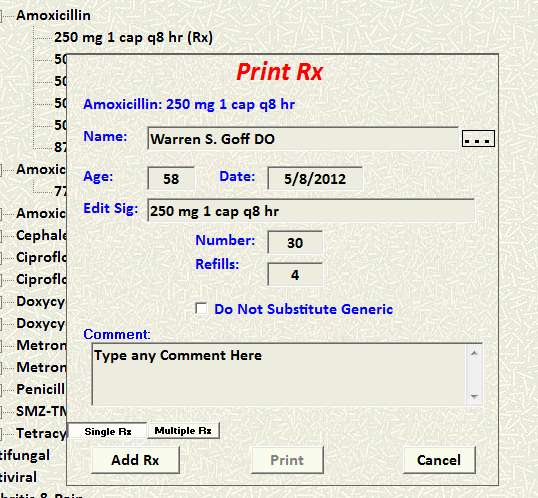 Amoxicillin
250 mg 1 cap q8 hr (Rx)
50
50
50
50
87
Amoxic
77
Amoxic
Cephale
Ciproflo
Ciproflo
Doxycy
Doxycy
Metron
Metron
Penicill
SMZ-TM
Tetracy
tifungal
tiviral
Print Rx
Amoxicillin: 250 mg 1 cap q8 hr
Name: Warren S. Goff DO ...
Age: 58 Date: 5/8/2012
Edit Sig: 250 mg 1 cap q8 hr
Number: 30
Refills: 4
Do Not Substitute Generic
Comment:
Type any Comment Here
Single Rx Multiple Rx
Add Rx Print Cancel